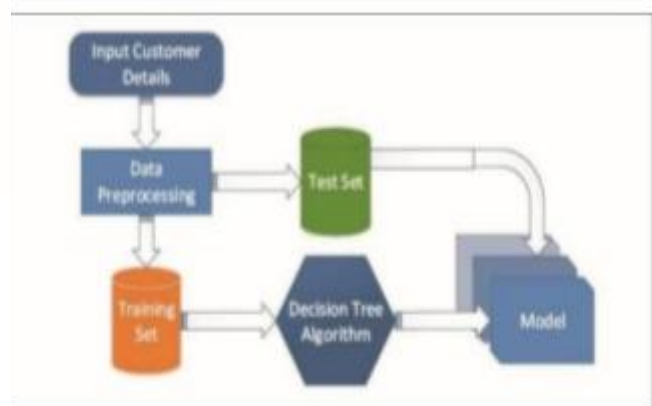 Input Customer
Details
Data
Preprocessing
Test Set
Training
Set
Decision Tree
Algorithm
Model